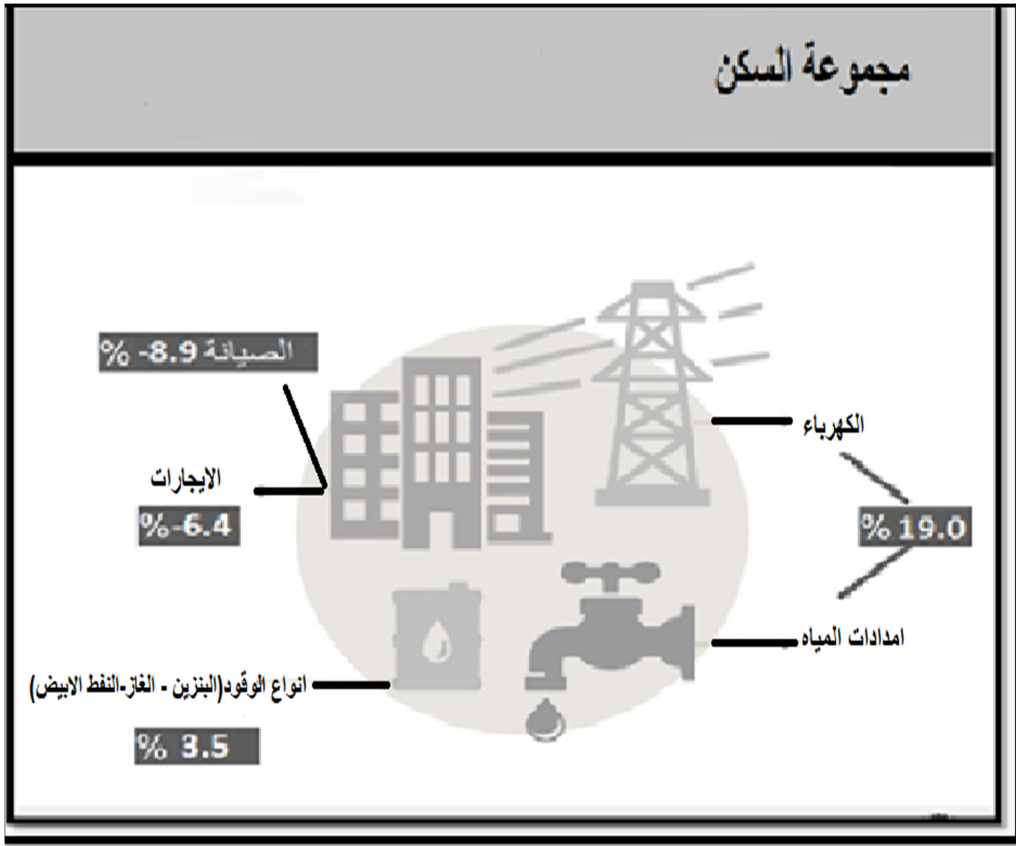 مجموعة السكن
الصيانة 8.9- %
الكهرباء
الايجارات
%-6.4
% 19.0
امدادات المياه
انواع الوقود(البنزين - الغاز-النفط الابيض)
% 3.5